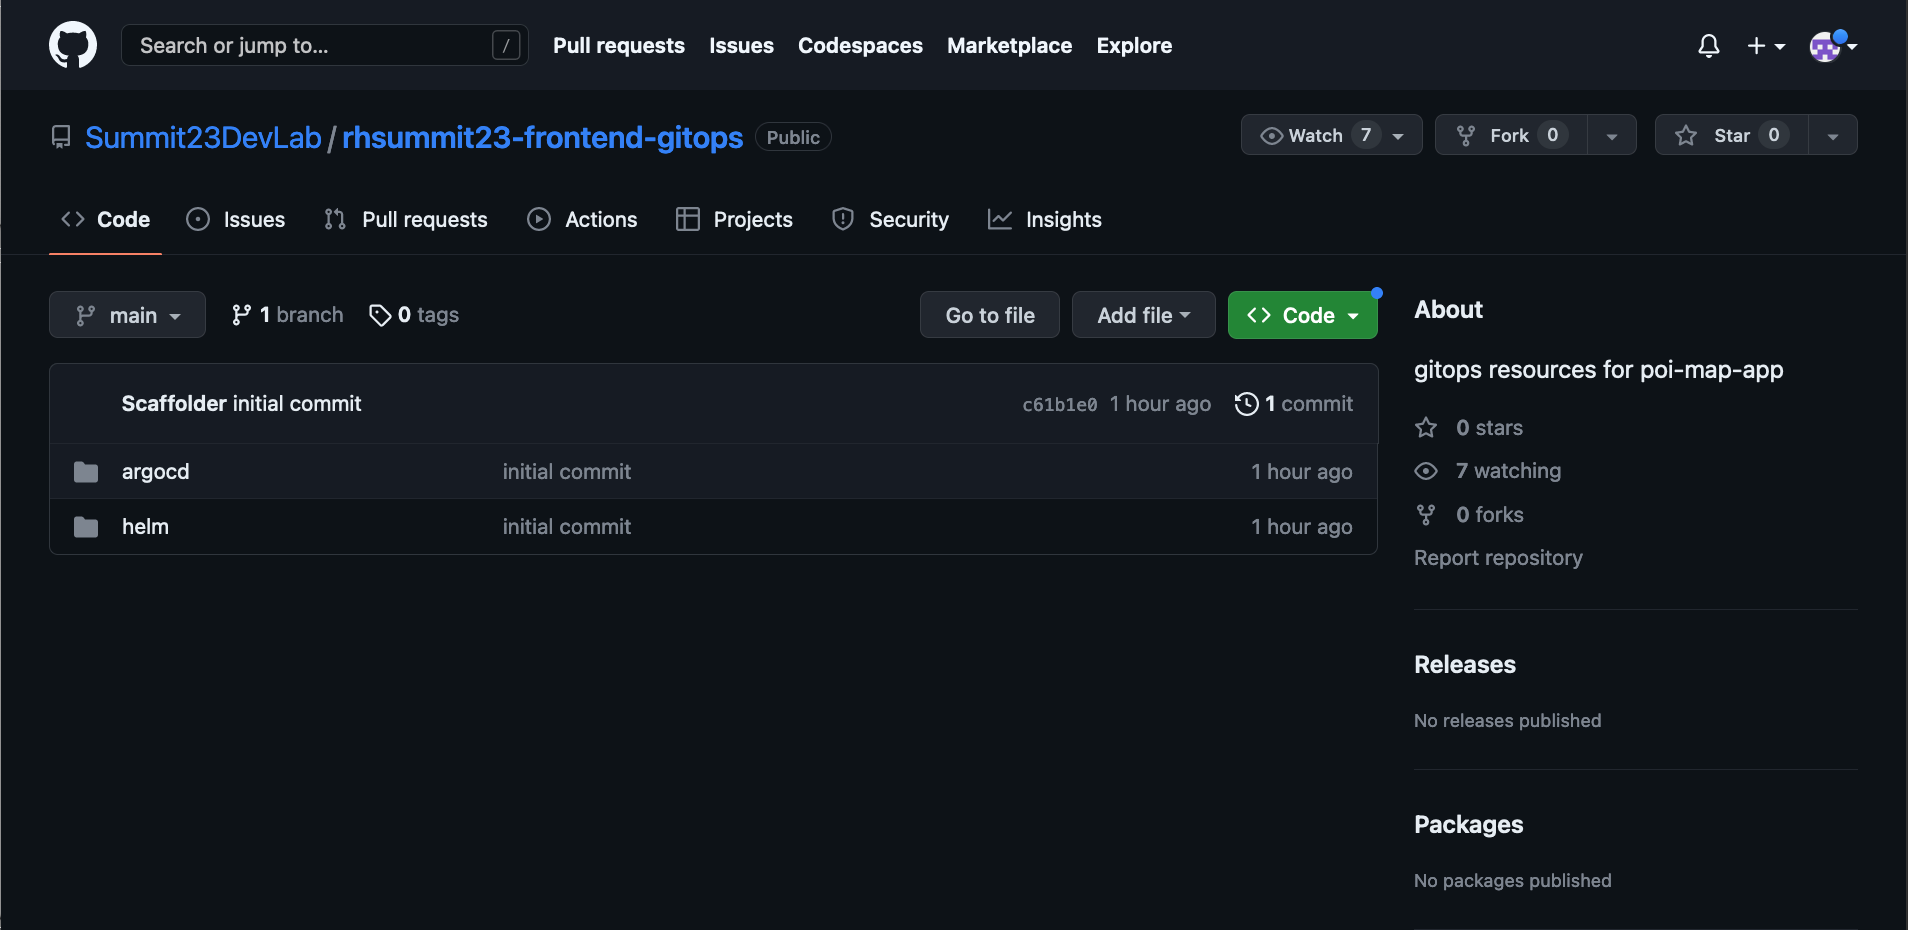 Search or jump to... / Pull requests Issues Codespaces Marketplace Explore
Summit23DevLab / rhsummit23-frontend-gitops Public Watch 7 Fork 0 Star 0
Code Issues Pull requests Actions Projects Security Insights
main 1 branch 0 tags Go to file Add file Code
Scaffolder initial commit c61b1e0 1 hour ago 1 commit
argocd initial commit 1 hour ago
helm initial commit 1 hour ago
About
gitops resources for poi-map-app
0 stars
7 watching
0 forks
Report repository
Releases
No releases published
Packages
No packages published